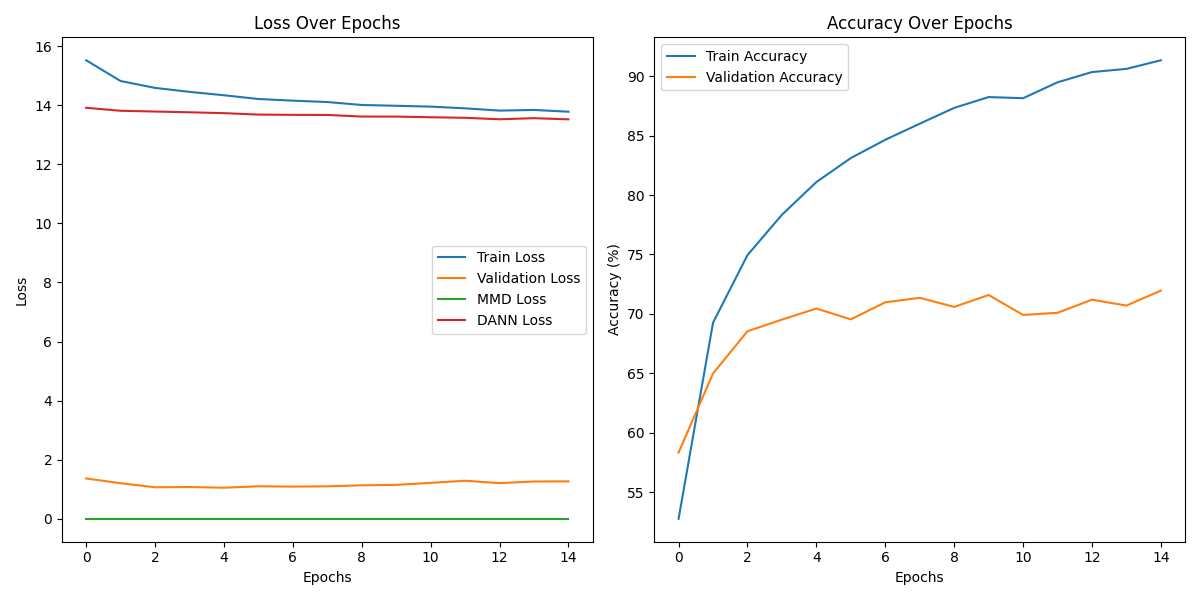 Loss Over Epochs
16
14
12
10
8
6
4
2
0
Loss
Train Loss
Validation Loss
MMD Loss
DANN Loss
0 2 4 6 8 10 12 14
Epochs
Accuracy Over Epochs
Train Accuracy
Validation Accuracy
90
85
80
75
70
65
60
55
Accuracy (%)
0 2 4 6 8 10 12 14
Epochs